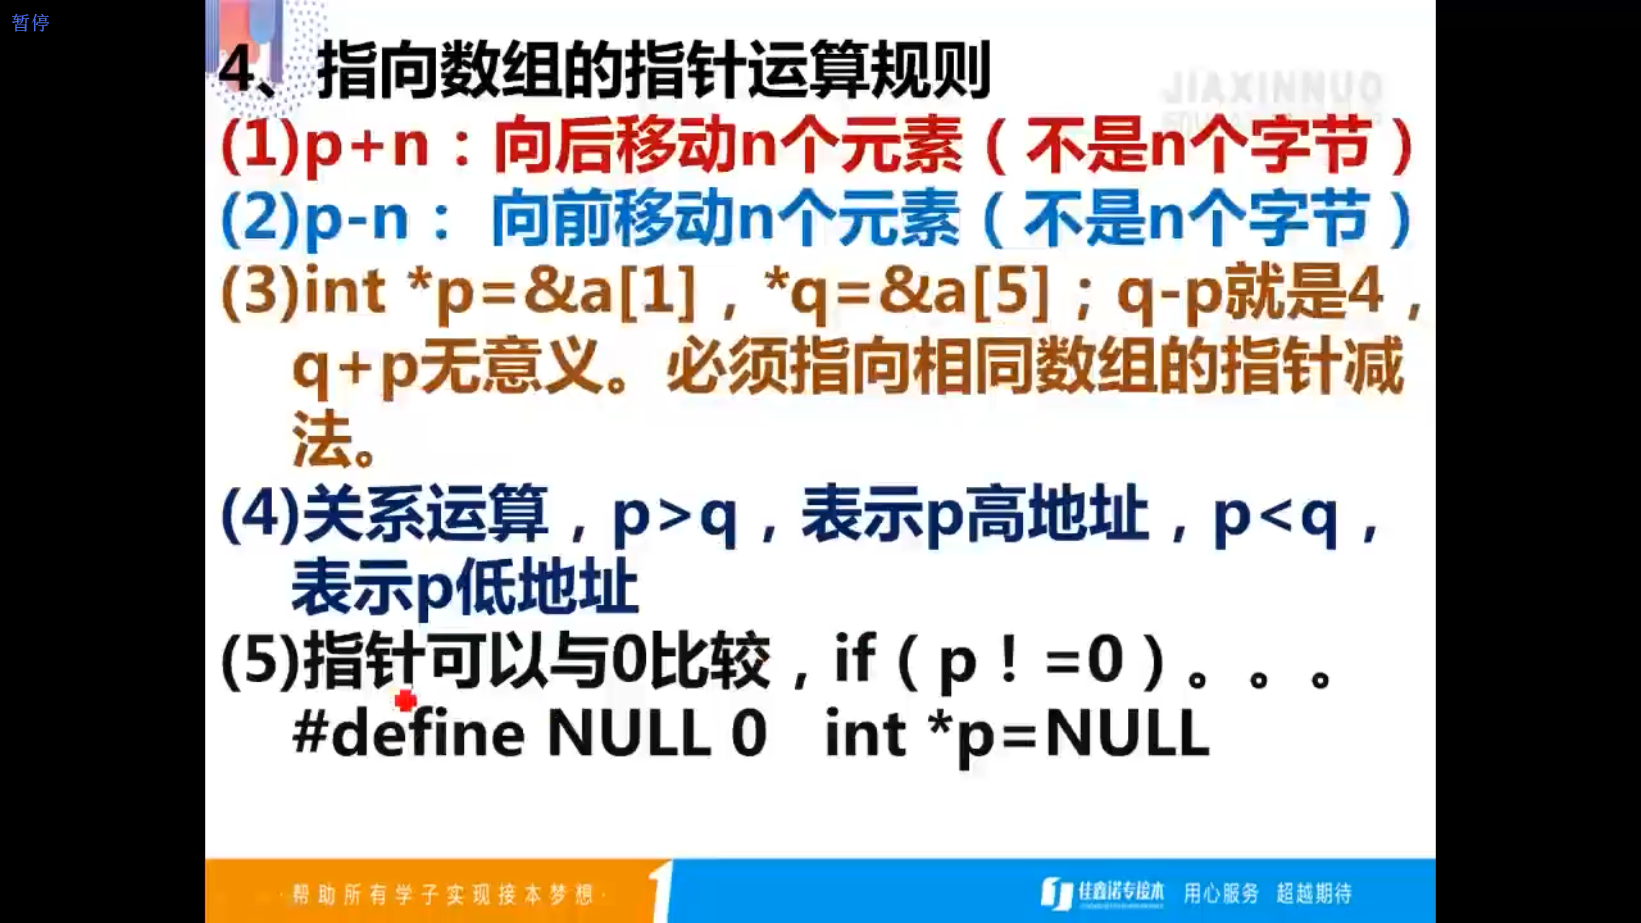 暂停
4、指向数组的指针运算规则
JIAXINNUO
(1)p+n：向后移动n个元素（不是n个字节）
(2)p-n： 向前移动n个元素（不是n个字节）
(3)int *p=&a[1]，*q=&a[5]；q-p就是4，
q+p无意义。必须指向相同数组的指针减
法。
(4)关系运算，p>q，表示p高地址，p<q，
表示p低地址
(5)指针可以与0比较，if（p！=0）。。。
#define NULL 0 int *p=NULL
·帮助所有学子实现接本梦想·
佳鑫诺专接本 用心服务 超越期待